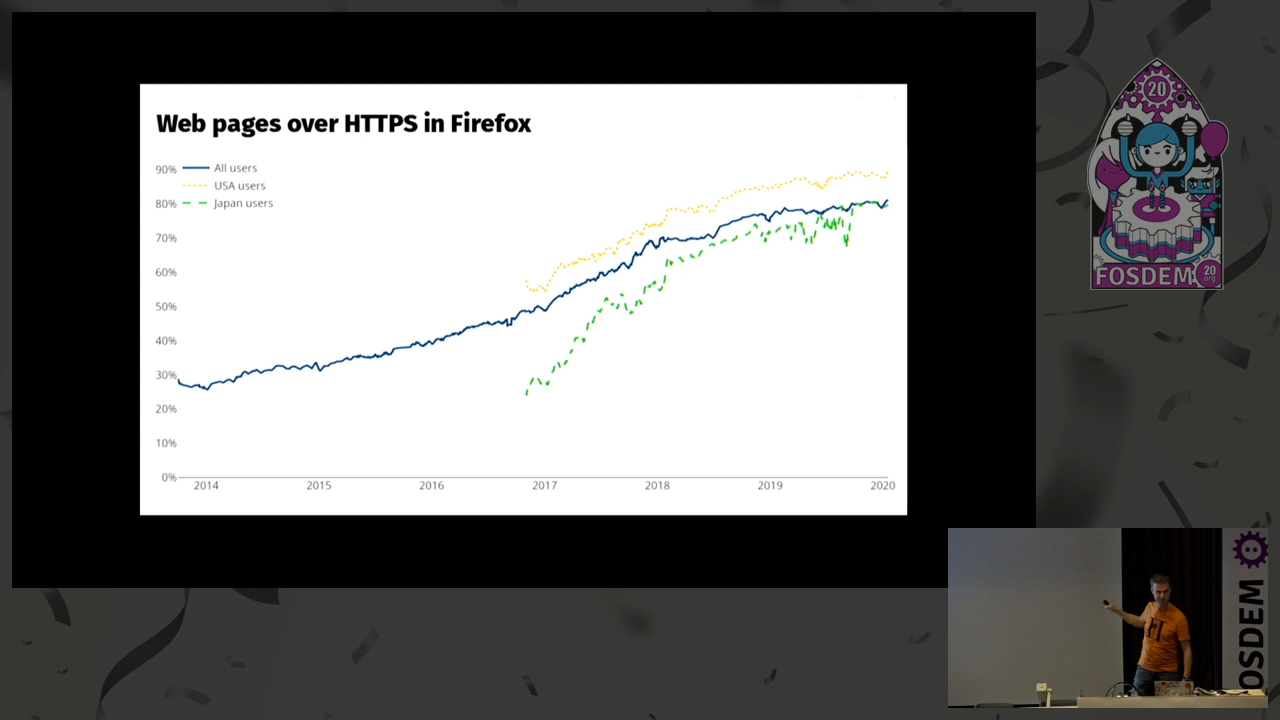 Web pages over HTTPS in Firefox
90%
All users
USA users
80%
Japan users
70%
60%
50%
40%
30%
20%
10%
0%
2014
2015
2016
2017
2018
2019
2020
20
FOSDEM
20
.org
FOSDEM